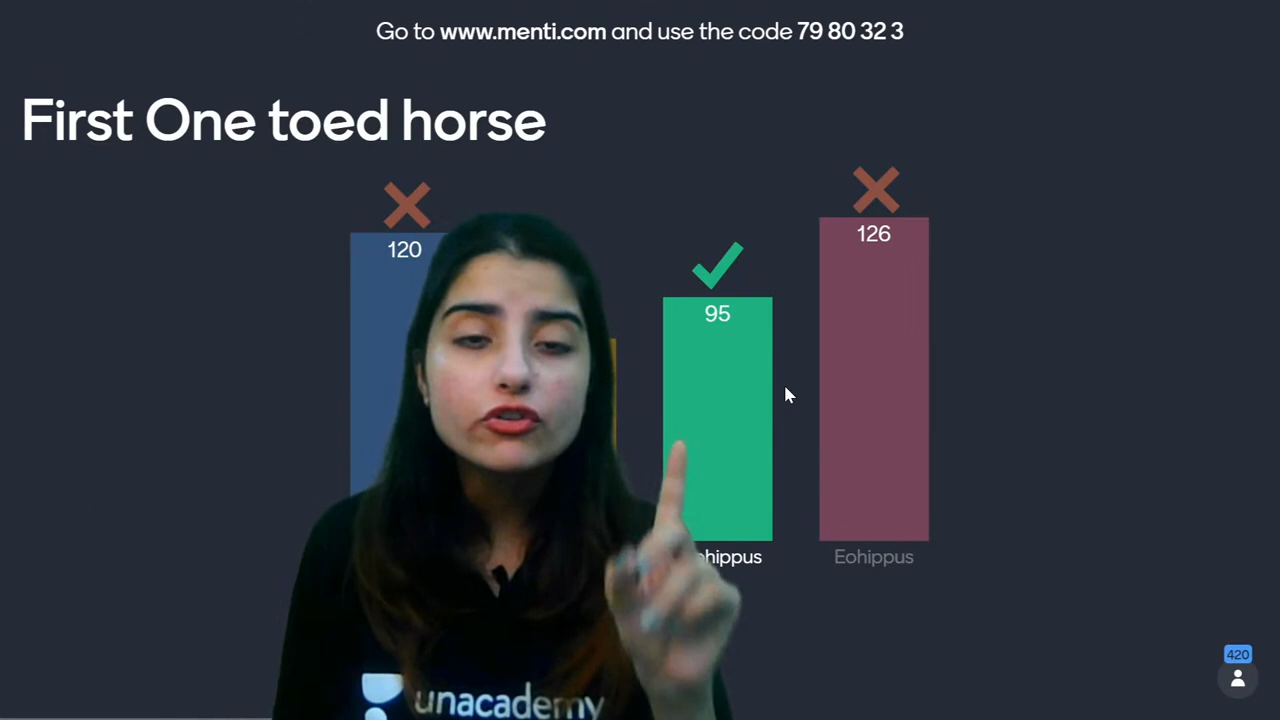 Go to www.menti.com and use the code 79 80 32 3
First One toed horse
120
95
126
Eohippus
unacademy
420